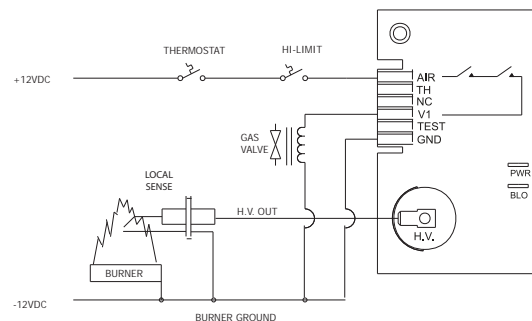 THERMOSTAT
HI-LIMIT
+12VDC
AIR
TH
NC
V1
TEST
GND
GAS
VALVE
PWR
BLO
LOCAL
SENSE
H.V. OUT
H.V.
BURNER
-12VDC
BURNER GROUND